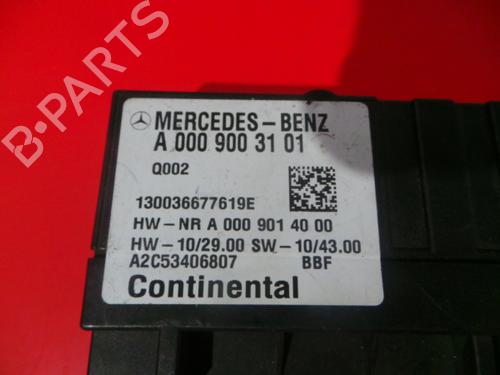 B-PARTS
MERCEDES-BENZ
A 000 900 31 01
Q002
130036677619E
HW-NR A 000 901 40 00
HW-10/29.00 SW-10/43.00
A2C53406807 BBF
Continental